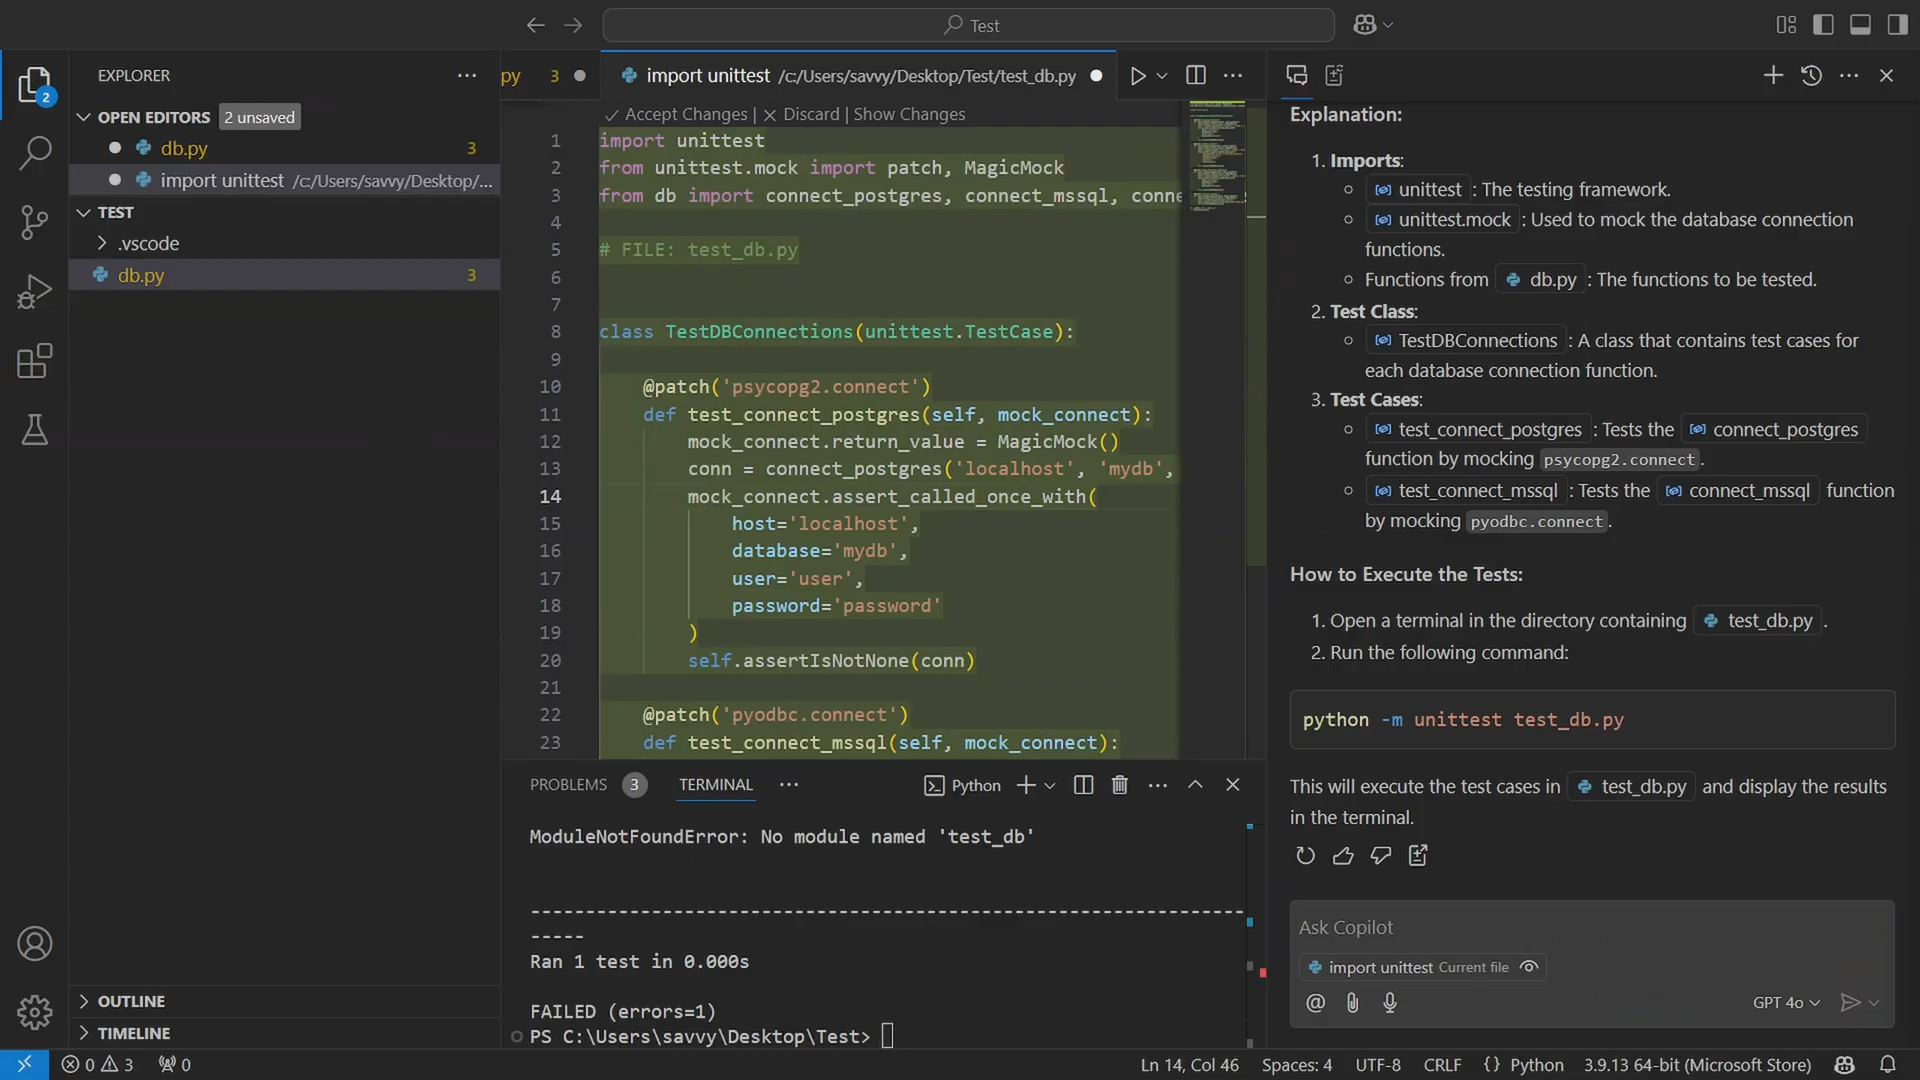 Test
EXPLORER
OPEN EDITORS 2 unsaved
db.py 3
import unittest /c:/Users/savvy/Desktop/...
TEST
.vscode
db.py 3
OUTLINE
TIMELINE
2
py 3
import unittest /c:/Users/savvy/Desktop/Test/test_db.py
Accept Changes | Discard | Show Changes
1 import unittest
2 from unittest.mock import patch, MagicMock
3 from db import connect_postgres, connect_mssql, conne
4
5 # FILE: test_db.py
6
7
8 class TestDBConnections(unittest.TestCase):
9
10 @patch('psycopg2.connect')
11 def test_connect_postgres(self, mock_connect):
12 mock_connect.return_value = MagicMock()
13 conn = connect_postgres('localhost', 'mydb',
14 mock_connect.assert_called_once_with(
15 host='localhost',
16 database='mydb',
17 user='user',
18 password='password'
19 )
20 self.assertIsNotNone(conn)
21
22 @patch('pyodbc.connect')
23 def test_connect_mssql(self, mock_connect):
PROBLEMS 3 TERMINAL Python
ModuleNotFoundError: No module named 'test_db'
----------------------------------------------------------------------
Ran 1 test in 0.000s
FAILED (errors=1)
PS C:\Users\savvy\Desktop\Test>
Explanation:
1. Imports:
unittest : The testing framework.
unittest.mock : Used to mock the database connection
functions.
Functions from db.py : The functions to be tested.
2. Test Class:
TestDBConnections : A class that contains test cases for
each database connection function.
3. Test Cases:
test_connect_postgres : Tests the connect_postgres
function by mocking psycopg2.connect.
test_connect_mssql : Tests the connect_mssql function
by mocking pyodbc.connect.
How to Execute the Tests:
1. Open a terminal in the directory containing test_db.py .
2. Run the following command:
python -m unittest test_db.py
This will execute the test cases in test_db.py and display the results
in the terminal.
Ask Copilot
import unittest Current file
@ GPT 4o
0 3 0 Ln 14, Col 46 Spaces: 4 UTF-8 CRLF {} Python 3.9.13 64-bit (Microsoft Store)